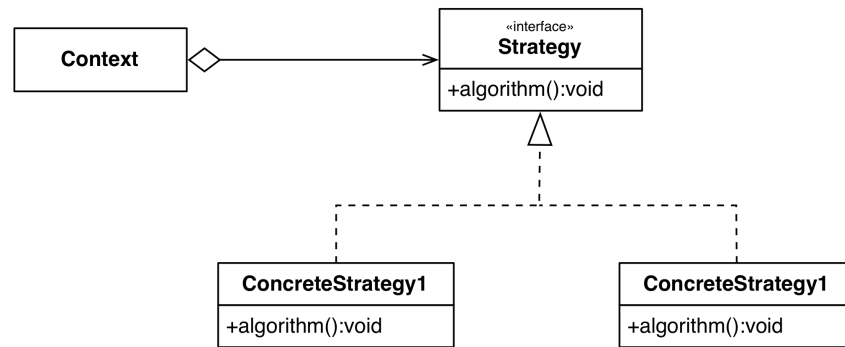 Context
«interface»
Strategy
+algorithm():void
ConcreteStrategy1
+algorithm():void
ConcreteStrategy1
+algorithm():void